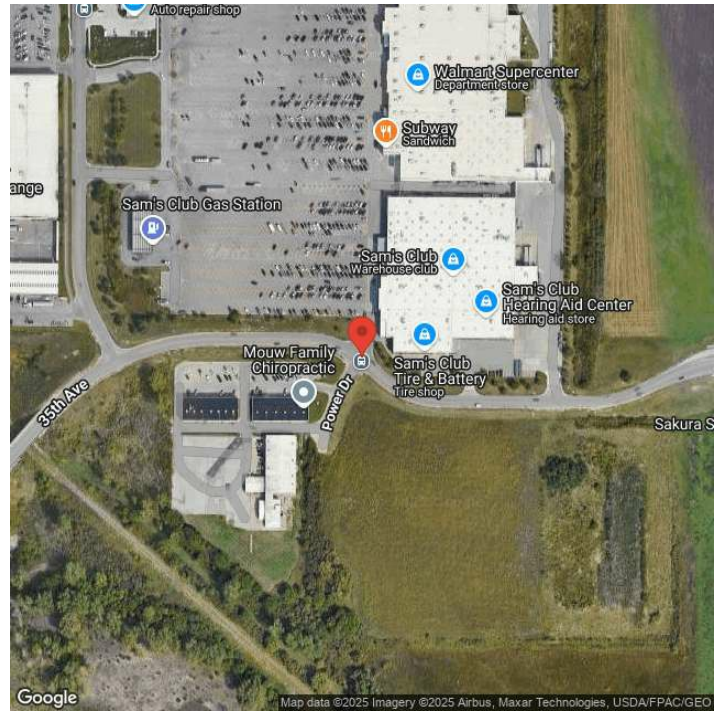 Auto repair shop
Walmart Supercenter
Department store
Subway
Sandwich
ange
Sam's Club Gas Station
Sam's Club
Warehouse club
Sam's Club
Hearing Aid Center
Hearing aid store
Mouw Family
Chiropractic
Sam's Club
Tire & Battery
Tire shop
35th Ave
Power Dr
Sakura S
Google
Map data ©2025 Imagery ©2025 Airbus, Maxar Technologies, USDA/FPAC/GEO